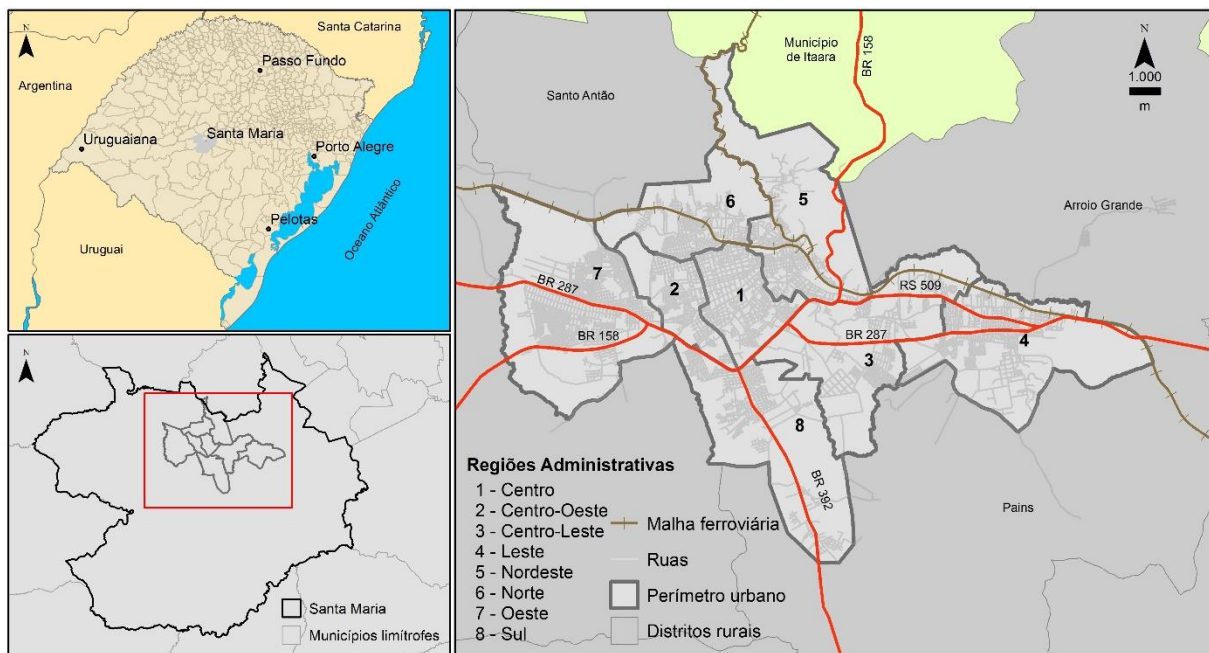 Santa Catarina
N
Passo Fundo
Argentina
Santa Maria
Uruguaiana
Porto Alegre
Pelotas
Uruguai
Oceano Atlântico
N
Santa Maria
Municípios limítrofes
Município
de Itaara
BR 158
N
1.000
m
Santo Antão
5
6
Arroio Grande
7
BR 287
2
1
RS 509
BR 158
BR 287
4
3
8
BR 392
Pains
Regiões Administrativas
1 - Centro
2 - Centro-Oeste
3 - Centro-Leste
4 - Leste
5 - Nordeste
6 - Norte
7 - Oeste
8 - Sul
Malha ferroviária
Ruas
Perímetro urbano
Distritos rurais